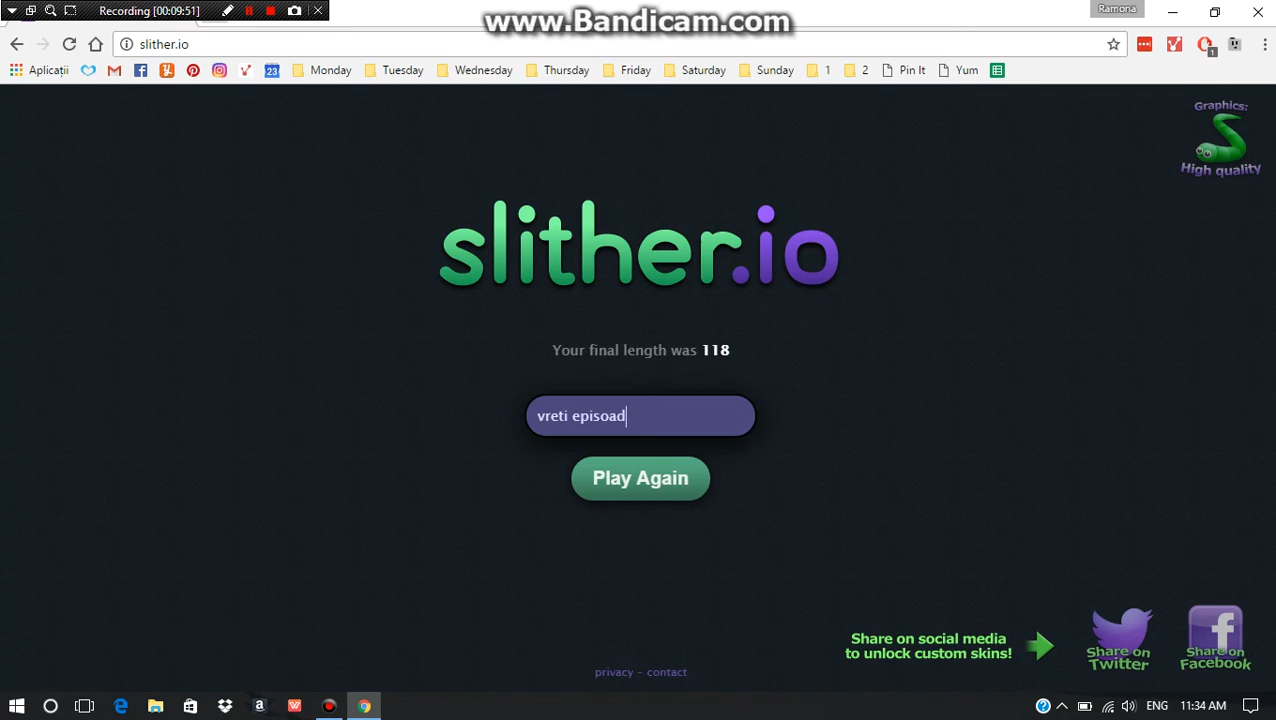 Recording [00:09:51]
www.Bandicam.com
Ramona
slither.io
Aplicații
23
Monday
Tuesday
Wednesday
Thursday
Friday
Saturday
Sunday
1
2
Pin It
Yum
1
Graphics:
High quality
slither.io
Your final length was 118
vreti episoad
Play Again
Share on social media
to unlock custom skins!
Share on
Twitter
Share on
Facebook
privacy - contact
ENG
11:34 AM